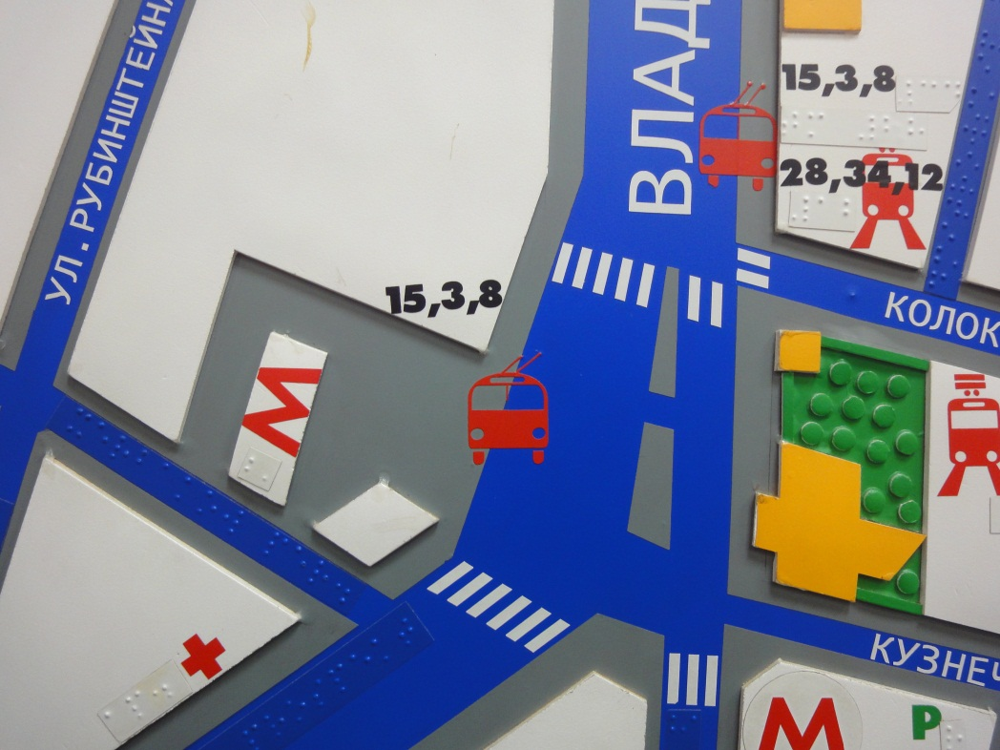 УЛ.РУБИНШТЕЙНА
ВЛАД
15,3,8
28,34,12
15,3,8
КОЛОК
М
КУЗНЕЧ
М
Р